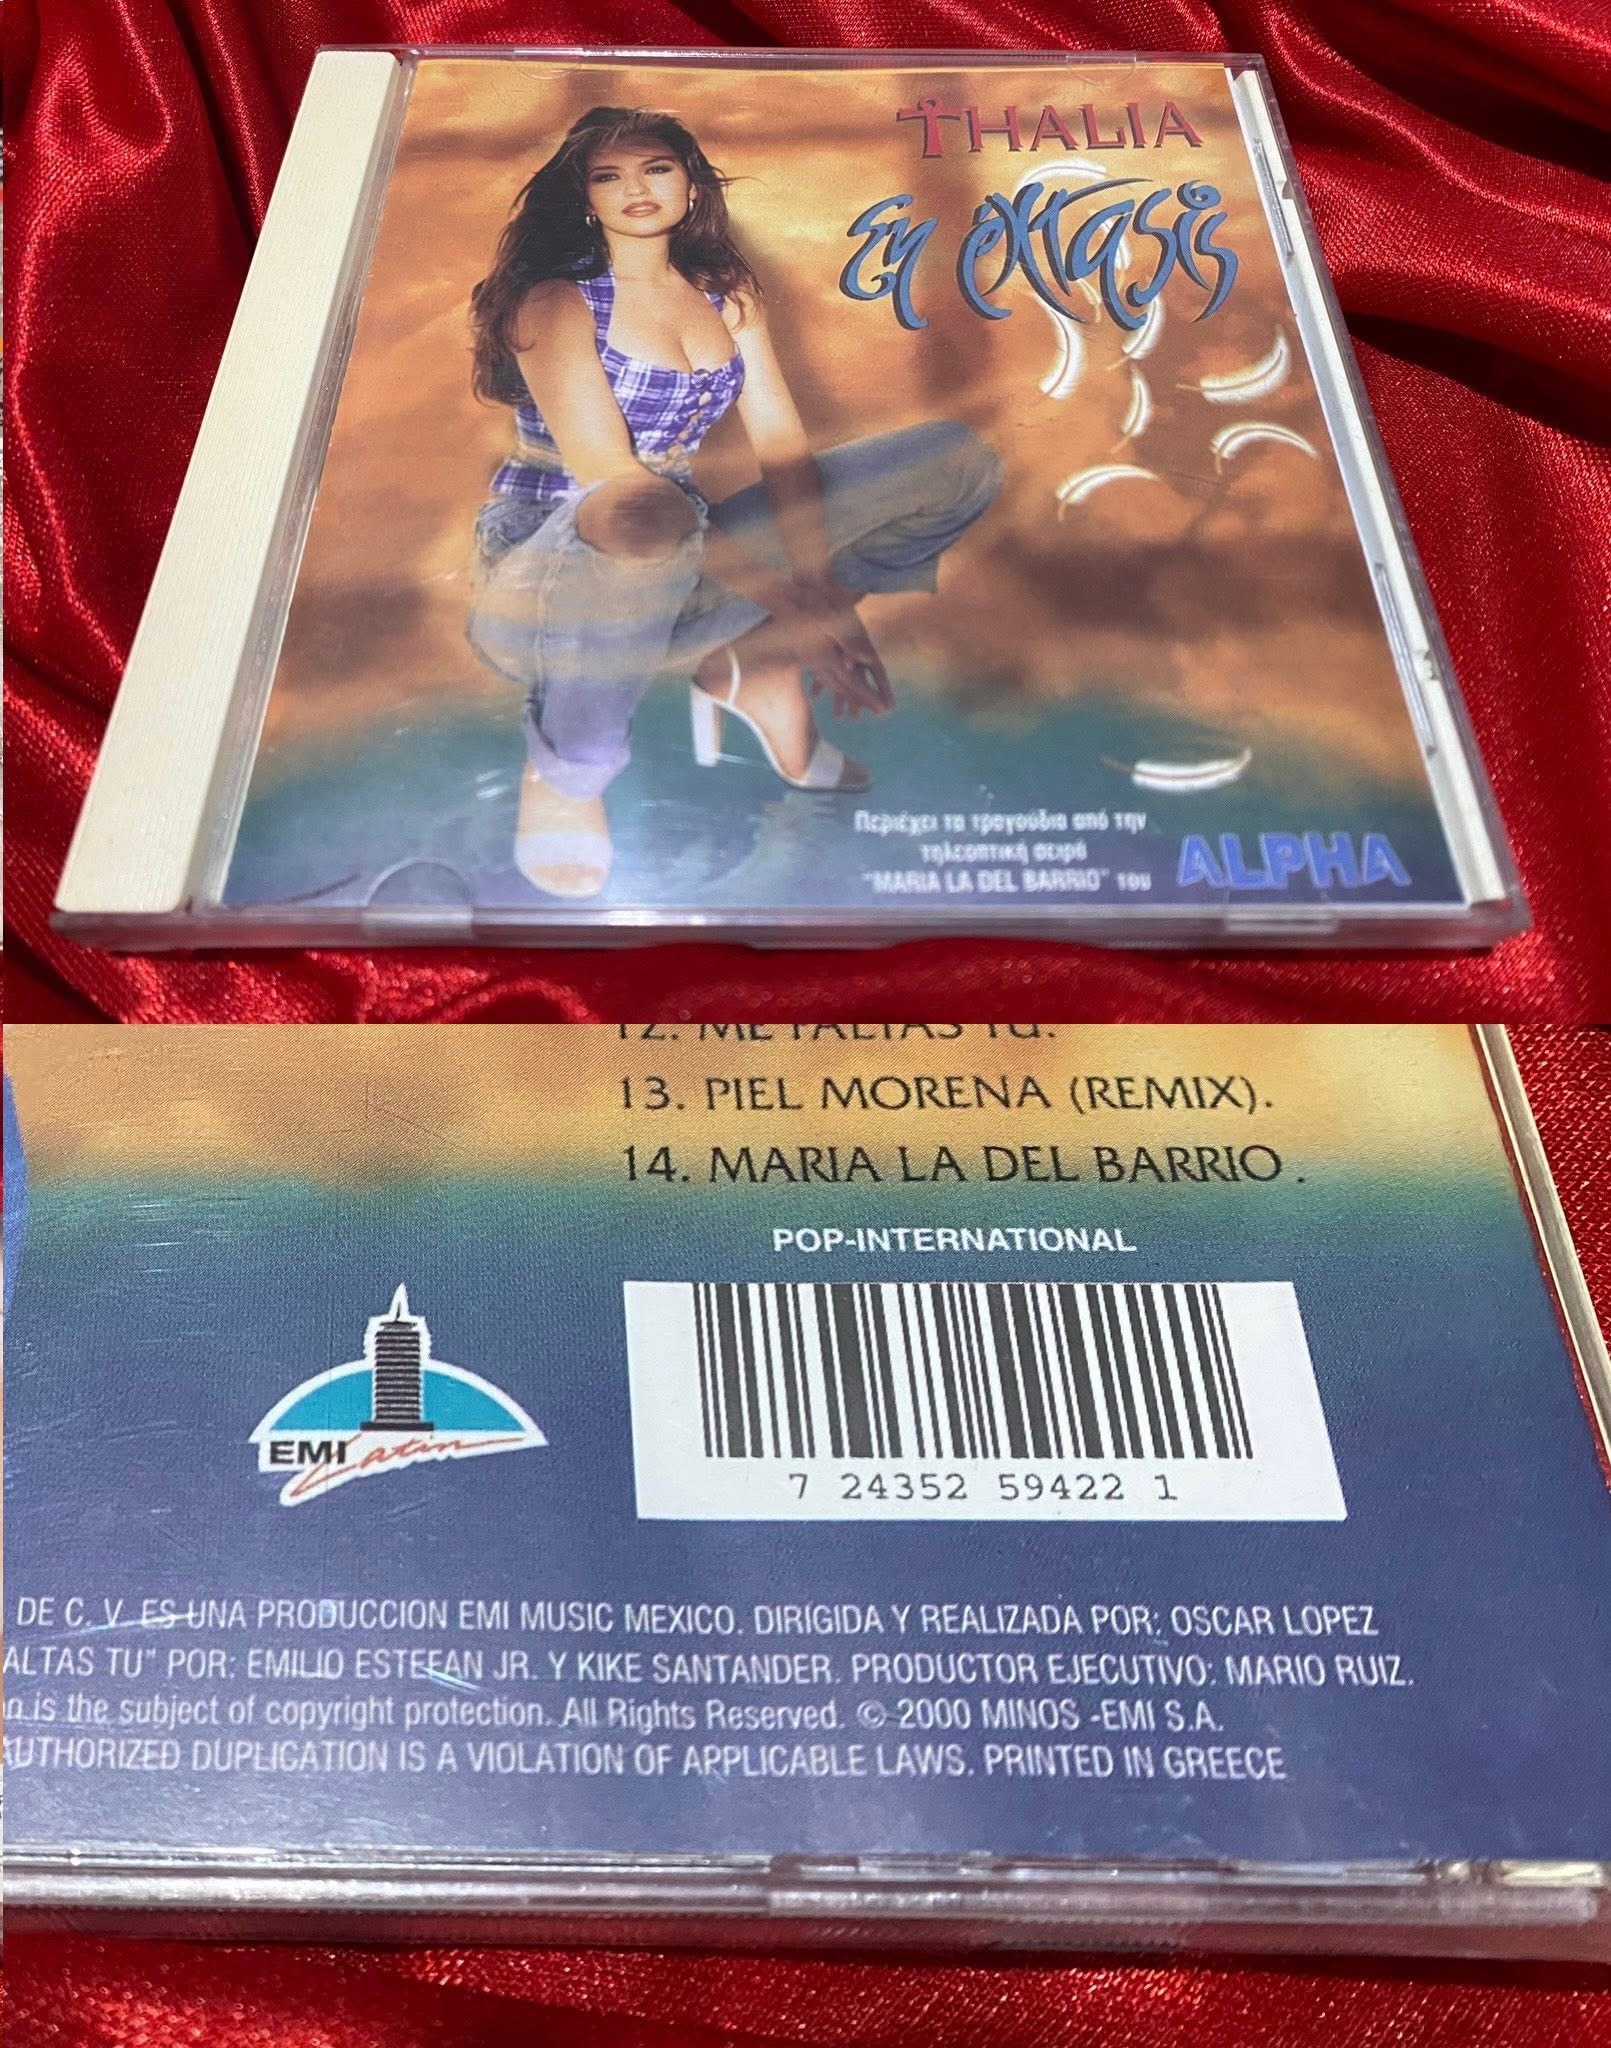 THALIA
En éxtasis
Περιέχει τα τραγούδια από την
τηλεοπτική σειρά
"MARIA LA DEL BARRIO" του
ALPHA
12. ME FALTAS TU.
13. PIEL MORENA (REMIX).
14. MARIA LA DEL BARRIO .
POP-INTERNATIONAL
EMI Latin
7 24352 59422 1
DE C. V. ES UNA PRODUCCION EMI MUSIC MEXICO. DIRIGIDA Y REALIZADA POR: OSCAR LOPEZ
ALTAS TU" POR: EMILIO ESTEFAN JR. Y KIKE SANTANDER. PRODUCTOR EJECUTIVO: MARIO RUIZ.
n is the subject of copyright protection. All Rights Reserved. © 2000 MINOS -EMI S.A.
UTHORIZED DUPLICATION IS A VIOLATION OF APPLICABLE LAWS. PRINTED IN GREECE